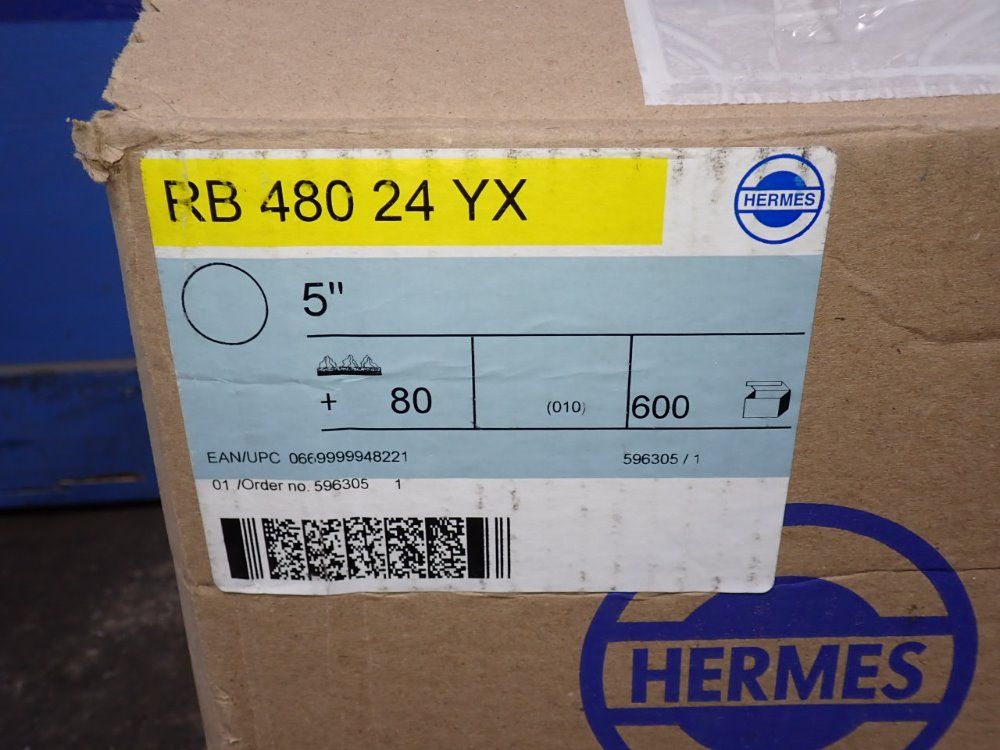 RB 480 24 YX
HERMES
5"
+ 80 (010) 600
EAN/UPC 0669999948221 596305 / 1
01 /Order no. 596305 1
HERMES